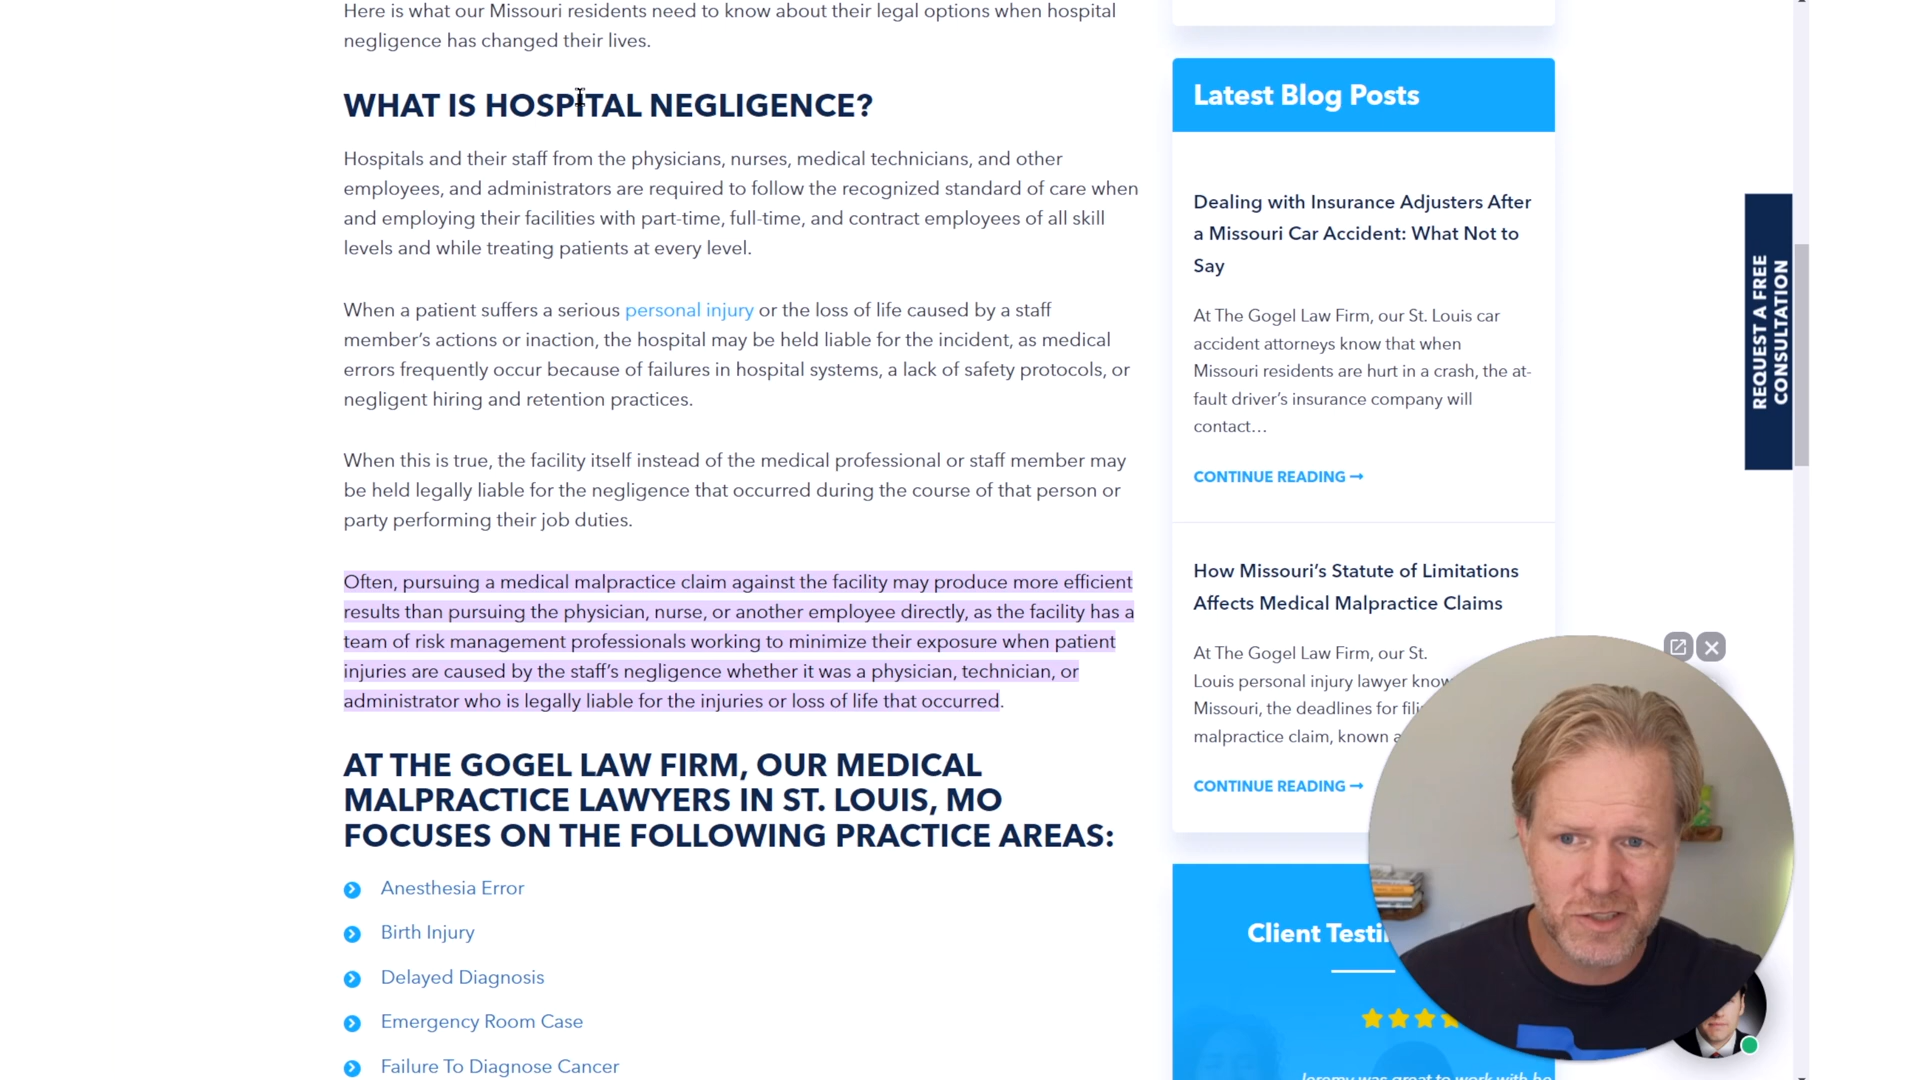 Here is what our Missouri residents need to know about their legal options when hospital
negligence has changed their lives.
WHAT IS HOSPITAL NEGLIGENCE?
Hospitals and their staff from the physicians, nurses, medical technicians, and other
employees, and administrators are required to follow the recognized standard of care when
and employing their facilities with part-time, full-time, and contract employees of all skill
levels and while treating patients at every level.
When a patient suffers a serious personal injury or the loss of life caused by a staff
member's actions or inaction, the hospital may be held liable for the incident, as medical
errors frequently occur because of failures in hospital systems, a lack of safety protocols, or
negligent hiring and retention practices.
When this is true, the facility itself instead of the medical professional or staff member may
be held legally liable for the negligence that occurred during the course of that person or
party performing their job duties.
Often, pursuing a medical malpractice claim against the facility may produce more efficient
results than pursuing the physician, nurse, or another employee directly, as the facility has a
team of risk management professionals working to minimize their exposure when patient
injuries are caused by the staff's negligence whether it was a physician, technician, or
administrator who is legally liable for the injuries or loss of life that occurred.
AT THE GOGEL LAW FIRM, OUR MEDICAL
MALPRACTICE LAWYERS IN ST. LOUIS, MO
FOCUSES ON THE FOLLOWING PRACTICE AREAS:
Anesthesia Error
Birth Injury
Delayed Diagnosis
Emergency Room Case
Failure To Diagnose Cancer
Latest Blog Posts
Dealing with Insurance Adjusters After
a Missouri Car Accident: What Not to
Say
At The Gogel Law Firm, our St. Louis car
accident attorneys know that when
Missouri residents are hurt in a crash, the at-
fault driver's insurance company will
contact…
CONTINUE READING →
How Missouri's Statute of Limitations
Affects Medical Malpractice Claims
At The Gogel Law Firm, our St.
Louis personal injury lawyer know
Missouri, the deadlines for fili
malpractice claim, known a
CONTINUE READING →
Client Testi
Jeremy was great to work with he
REQUEST A FREE
CONSULTATION